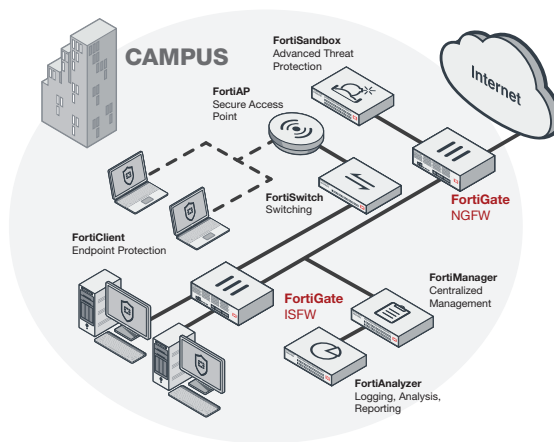 CAMPUS
FortiSandbox
Advanced Threat
Protection
Internet
FortiAP
Secure Access
Point
FortiSwitch
Switching
FortiGate
NGFW
FortiClient
Endpoint Protection
FortiManager
Centralized
Management
FortiGate
ISFW
FortiAnalyzer
Logging, Analysis,
Reporting